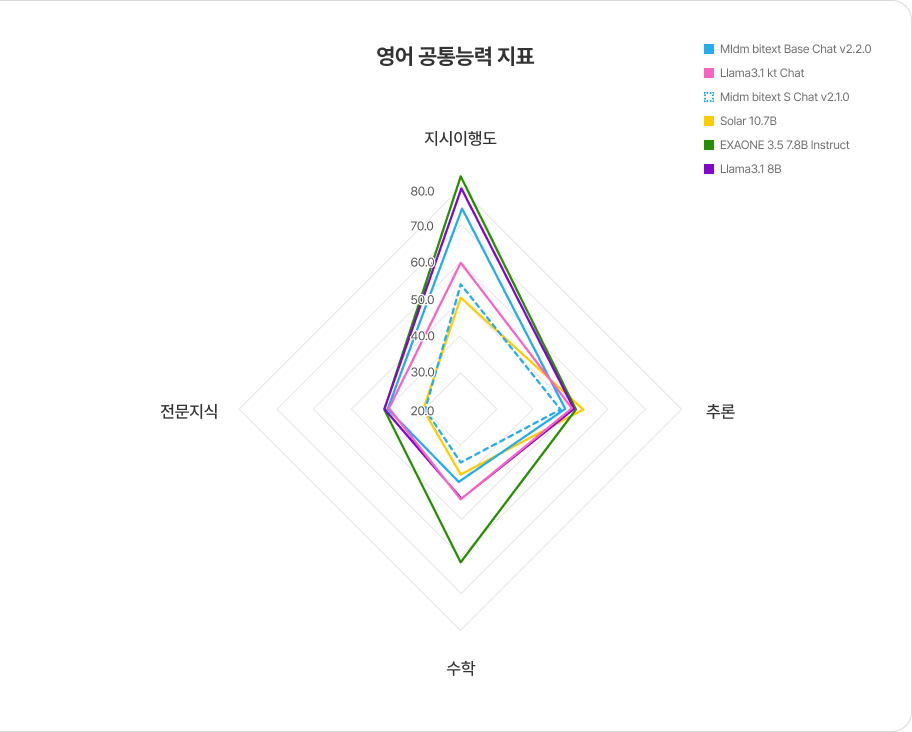 영어 공통능력 지표
MIdm bitext Base Chat v2.2.0
Llama3.1 kt Chat
Midm bitext S Chat v2.1.0
Solar 10.7B
EXAONE 3.5 7.8B Instruct
Llama3.1 8B
지시이행도
80.0
70.0
60.0
50.0
40.0
30.0
20.0
전문지식
추론
수학